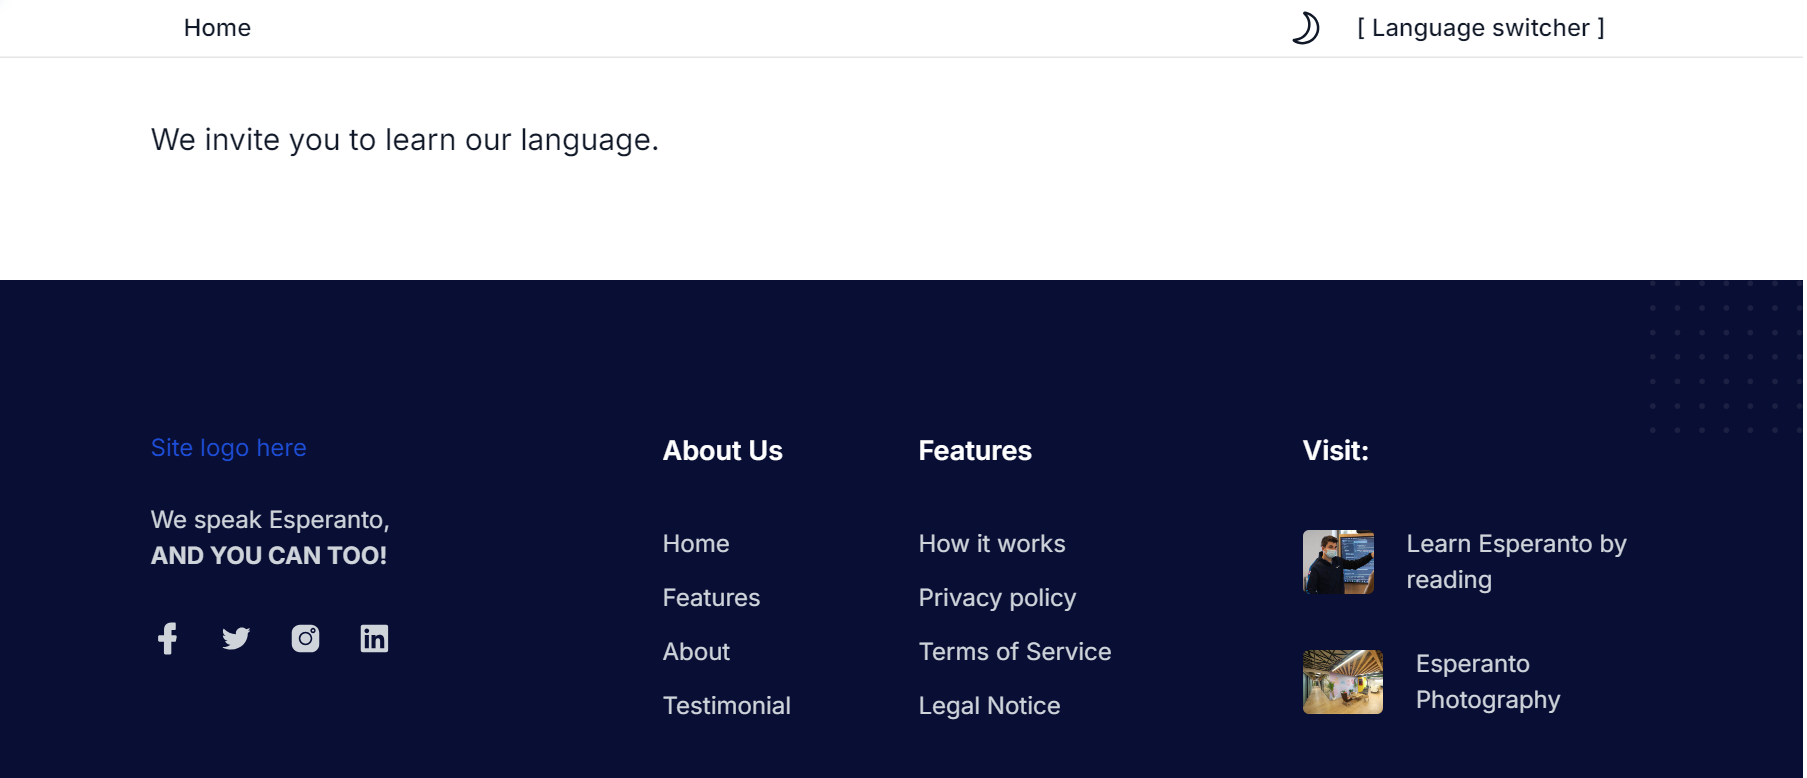 Home
[ Language switcher ]
We invite you to learn our language.
Site logo here
We speak Esperanto,
AND YOU CAN TOO!
About Us
Home
Features
About
Testimonial
Features
How it works
Privacy policy
Terms of Service
Legal Notice
Visit:
Learn Esperanto by
reading
Esperanto
Photography